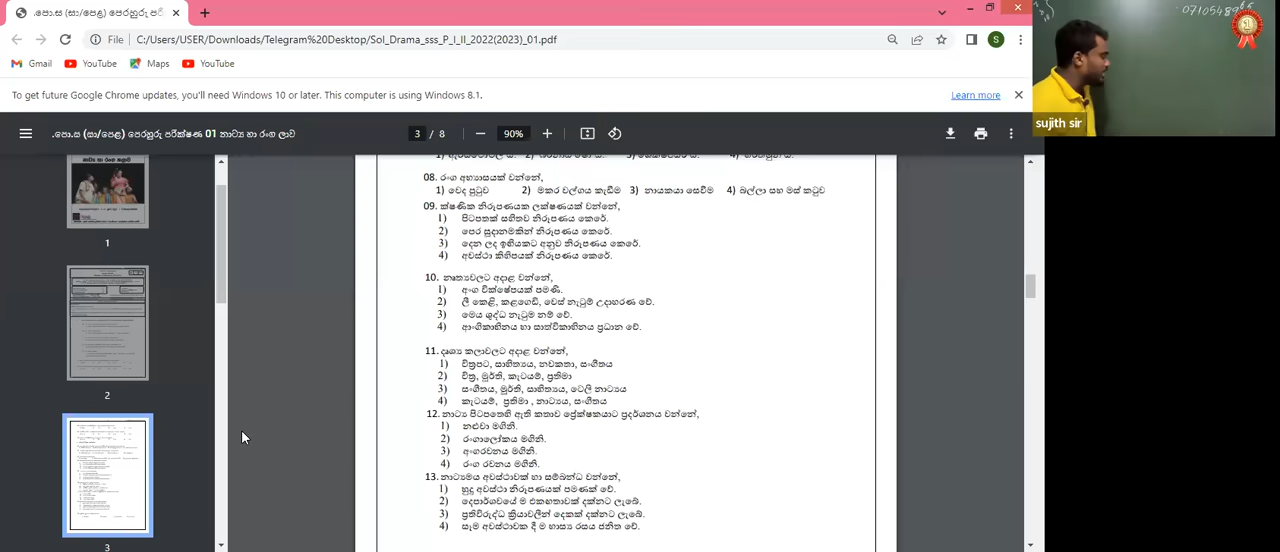 .පො.ස (සා/පෙළ) පෙරහුරු පරී
0710548965
File C:/Users/USER/Downloads/Telegram%20Desktop/Sol_Drama_sss_P_I_II_2022(2023)_01.pdf
S
Gmail YouTube Maps YouTube
To get future Google Chrome updates, you'll need Windows 10 or later. This computer is using Windows 8.1. Learn more
sujith sir
.පො.ස (සා/පෙළ) පෙරහුරු පරීක්ෂණ 01 නාට්‍ය හා රංග ලාව 3 / 8 90%
08. රංග අභ්‍යාසයක් වන්නේ,
1) වෙද පුටුව 2) මකර වල්ගය කැඩීම 3) නායකයා සෙවීම 4) බල්ලා සහ මස් කටුව
09. ක්ෂණික නිරූපණයක ලක්ෂණයක් වන්නේ,
1) පිටපතක් සහිතව නිරූපණය කෙරේ.
2) පෙර සූදානමකින් නිරූපණය කෙරේ.
3) දෙන ලද ඉඟියකට අනුව නිරූපණය කෙරේ.
4) අවස්ථා කිහිපයක් නිරූපණය කෙරේ.
10. නෘත්‍යවලට අදාළ වන්නේ,
1) අංග වික්ෂේපයක් පමණි.
2) ලී කෙළි, කළගෙඩි, වෙස් නැටුම් උදාහරණ වේ.
3) මෙය ශුද්ධ නැටුම නම් වේ.
4) ආංගිකාභිනය හා සාත්විකාභිනය ප්‍රධාන වේ.
11. දෘශ්‍ය කලාවලට අදාළ වන්නේ,
1) චිත්‍රපට, සාහිත්‍යය, නවකතා, සංගීතය
2) චිත්‍ර, මූර්ති, කැටයම්, ප්‍රතිමා
3) සංගීතය, මූර්ති, සාහිත්‍යය, ටෙලි නාට්‍යය
4) කැටයම්, ප්‍රතිමා , නාට්‍යය, සංගීතය
12. නාට්‍ය පිටපතෙහි ඇති කතාව ප්‍රේක්ෂකයාට ප්‍රදර්ශනය වන්නේ,
1) නළුවා මගිනි.
2) රංගාලෝකය මගිනි.
3) අංගරචනය මගිනි.
4) රංග රචනය මගිනි.
13. නාට්‍යමය අවස්ථාවක් හා සම්බන්ධ වන්නේ,
1) හුදු අවස්ථා නිරූපණයක් පමණක් වේ.
2) දෙපාර්ශවයේ ම එකඟතාවක් දක්නට ලැබේ.
3) ප්‍රතිවිරුද්ධ ක්‍රියාවලීන් දෙකක් දක්නට ලැබේ.
4) සෑම අවස්ථාවක දී ම හාස්‍ය රසය ජනිත වේ.
1
2
3